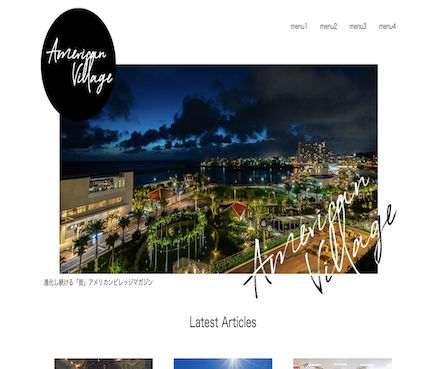 American
Village
menu1 menu2 menu3 menu4
American
Village
進化し続ける「街」アメリカンビレッジマガジン
Latest Articles